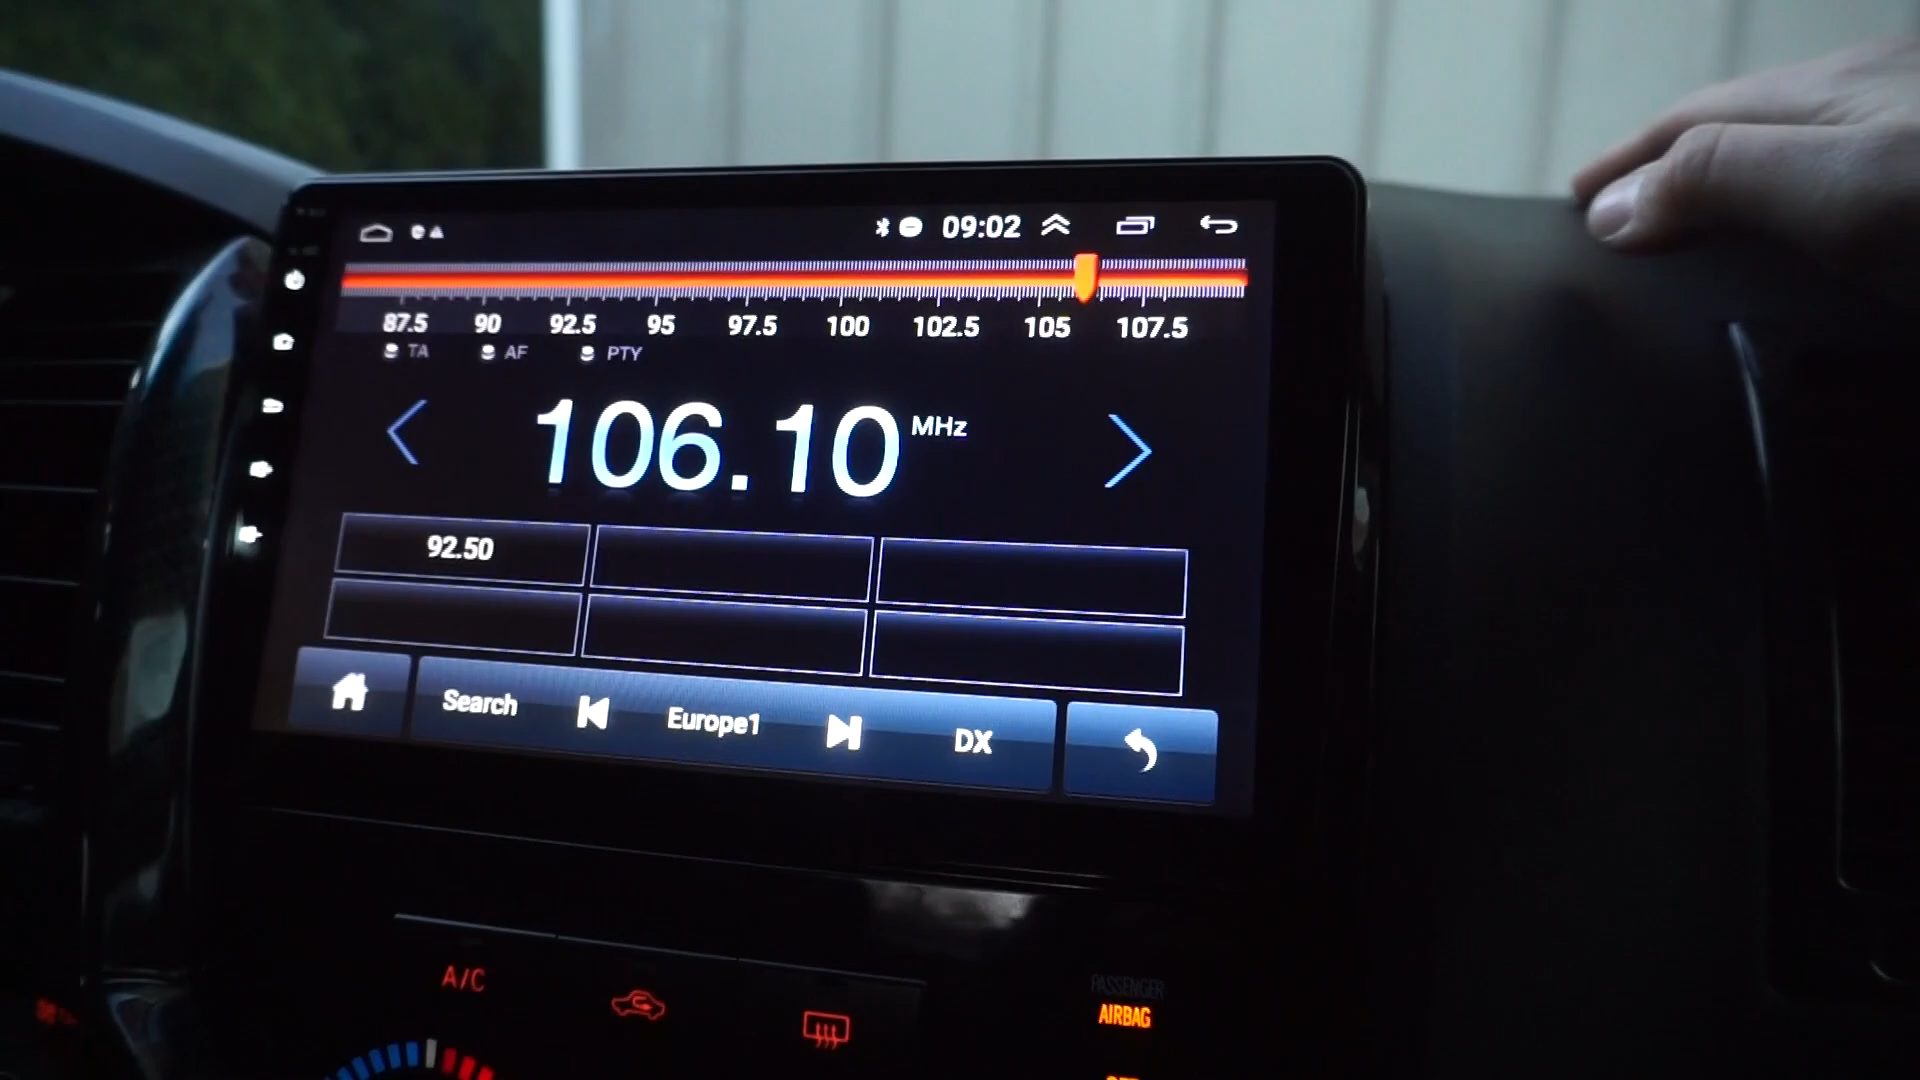 09:02
87.5 90 92.5 95 97.5 100 102.5 105 107.5
TA AF PTY
106.10 MHz
92.50
Search Europe1 DX
A/C
PASSENGER
AIRBAG